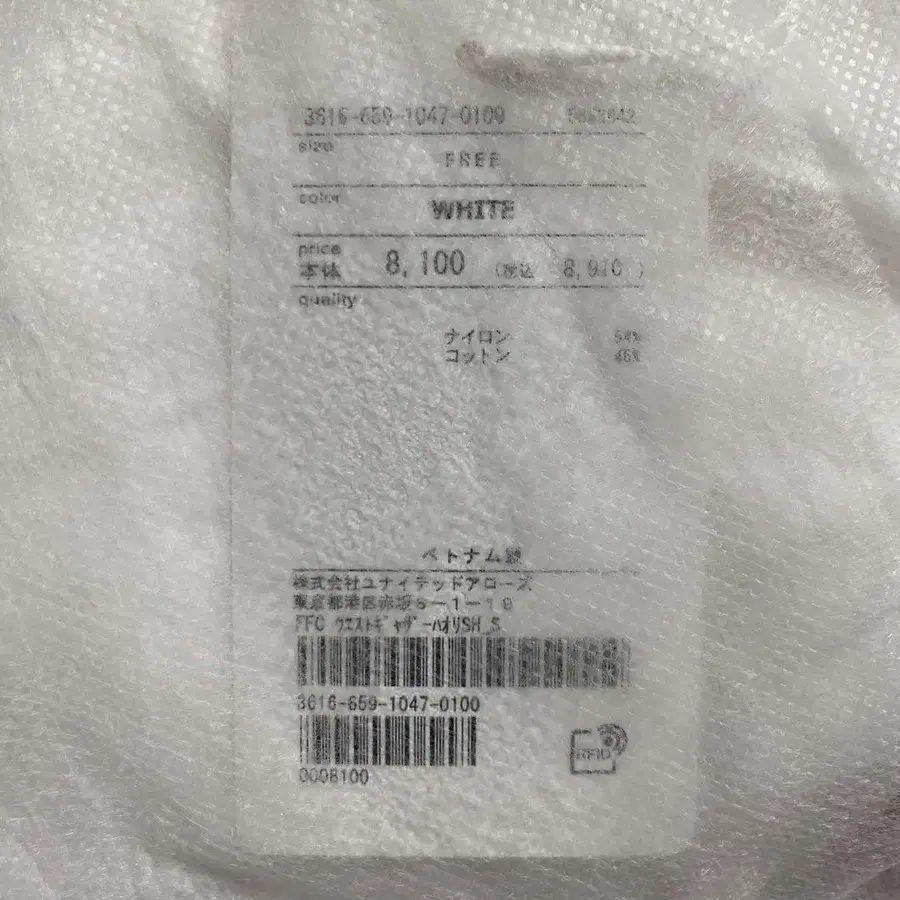 3616-659-1047-0100
size
FREE
color
WHITE
price
本体 8,100 (税込 8,910)
quality
ナイロン 54%
コットン 46%
ベトナム製
株式会社ユナイテッドアローズ
東京都港区赤坂8-1-19
FFC ウエストギャザーハオリSH_S
3616-659-1047-0100
RFID
0008100